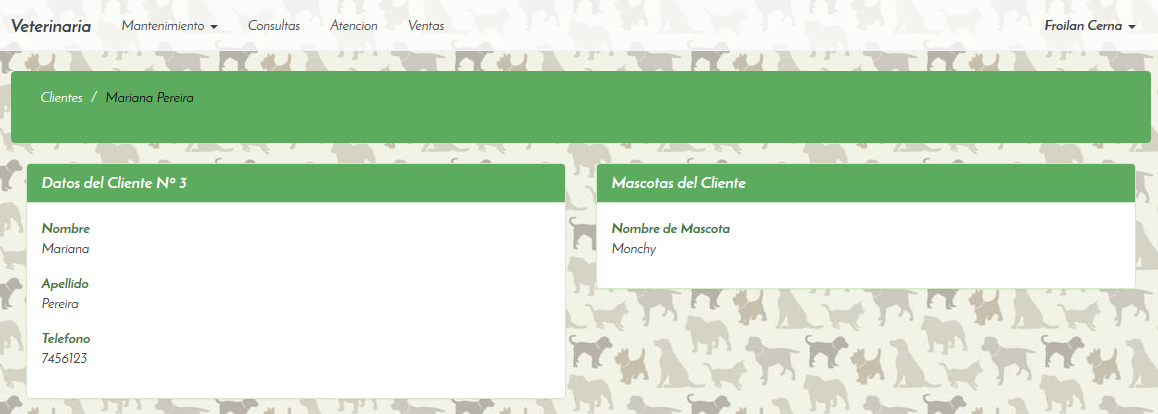 Veterinaria Mantenimiento Consultas Atencion Ventas Froilan Cerna
Clientes / Mariana Pereira
Datos del Cliente Nº 3
Nombre
Mariana
Apellido
Pereira
Telefono
7456123
Mascotas del Cliente
Nombre de Mascota
Monchy